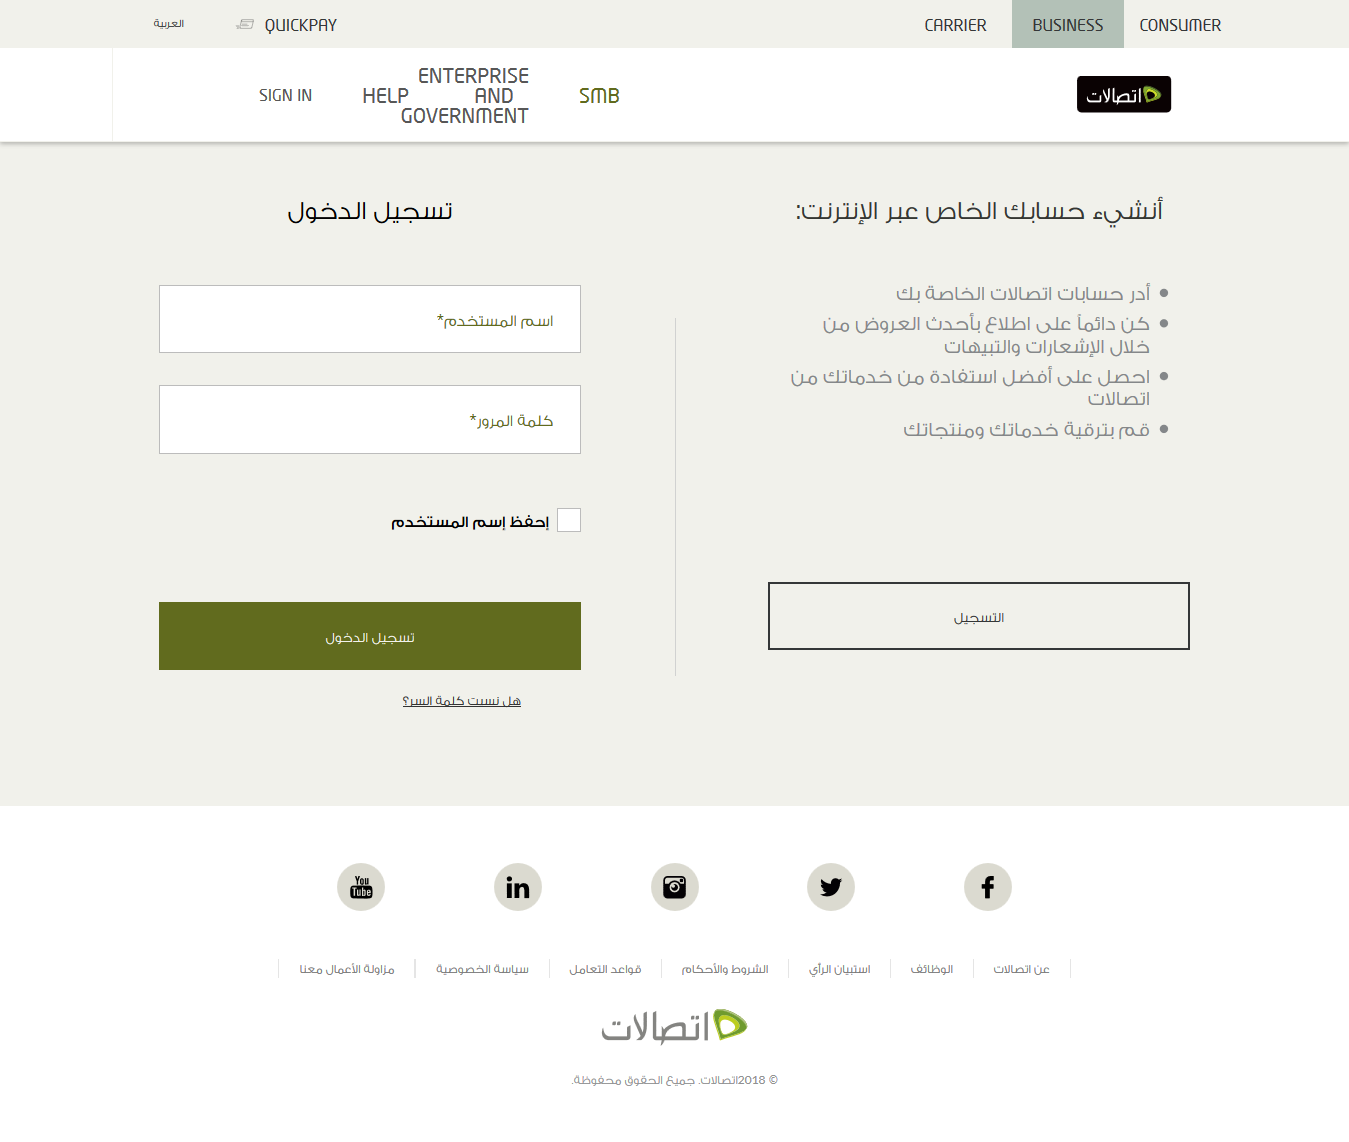 العربية
QUICKPAY
CARRIER
BUSINESS
CONSUMER
SIGN IN
HELP
ENTERPRISE
AND
GOVERNMENT
SMB
اتصالات
أنشيء حسابك الخاص عبر الإنترنت:
أدر حسابات اتصالات الخاصة بك
كن دائماً على اطلاع بأحدث العروض من
خلال الإشعارات والتبيهات
احصل على أفضل استفادة من خدماتك من
اتصالات
قم بترقية خدماتك ومنتجاتك
التسجيل
تسجيل الدخول
اسم المستخدم*
كلمة المرور*
إحفظ إسم المستخدم
تسجيل الدخول
هل نسيت كلمة السر؟
You
Tube
in
عن اتصالات
الوظائف
استبيان الرأي
الشروط والأحكام
قواعد التعامل
سياسة الخصوصية
مزاولة الأعمال معنا
اتصالات
© 2018اتصالات. جميع الحقوق محفوظة.